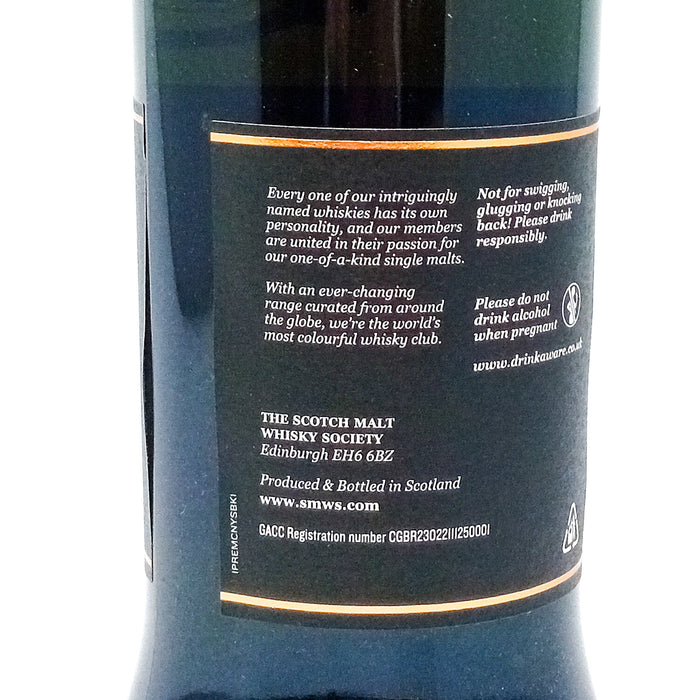 Every one of our intriguingly
named whiskies has its own
personality, and our members
are united in their passion for
our one-of-a-kind single malts.
With an ever-changing
range curated from around
the globe, we're the world's
most colourful whisky club.
THE SCOTCH MALT
WHISKY SOCIETY
Edinburgh EH6 6BZ
Produced & Bottled in Scotland
www.smws.com
GACC Registration number CGBR23022111250001
Not for swigging,
glugging or knocking
back! Please drink
responsibly.
Please do not
drink alcohol
when pregnant
www.drinkaware.co.uk
IPREMCNYSBKI